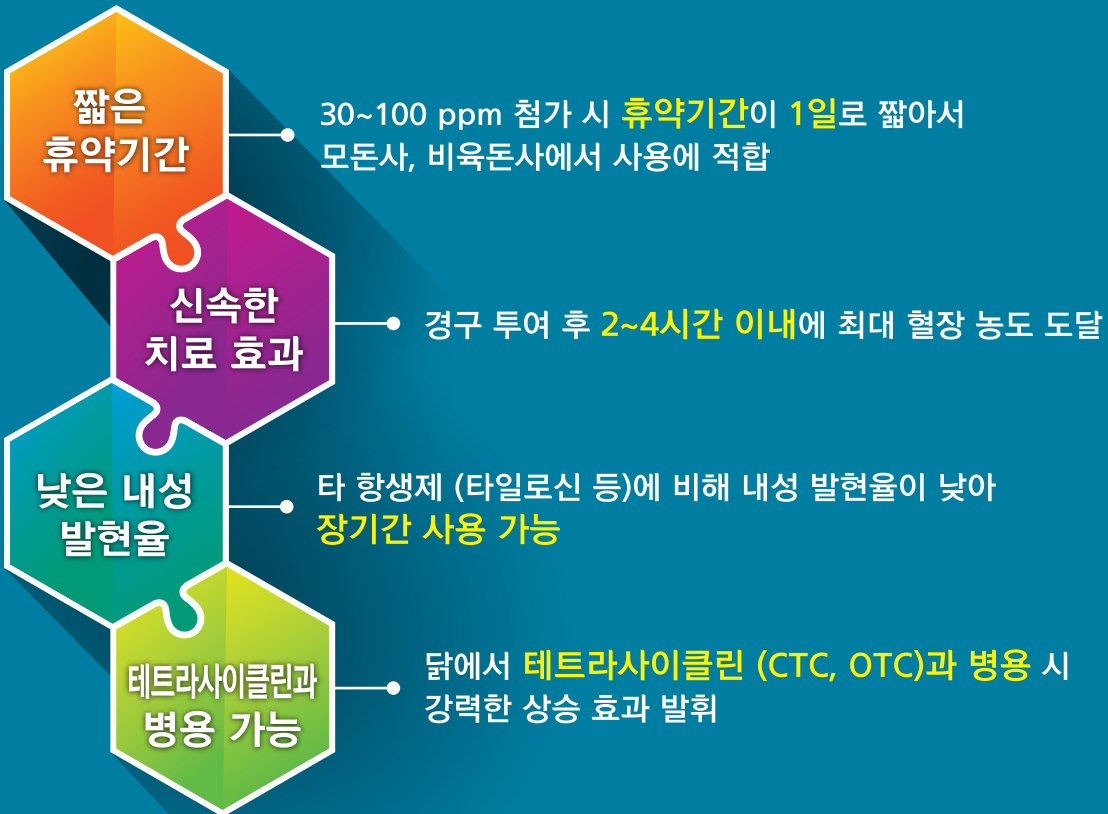 짧은
휴약기간
30~100 ppm 첨가 시 휴약기간이 1일로 짧아서
모돈사, 비육돈사에서 사용에 적합
신속한
치료 효과
경구 투여 후 2~4시간 이내에 최대 혈장 농도 도달
낮은 내성
발현율
타 항생제 (타일로신 등)에 비해 내성 발현율이 낮아
장기간 사용 가능
테트라사이클린과
병용 가능
닭에서 테트라사이클린 (CTC, OTC)과 병용 시
강력한 상승 효과 발휘